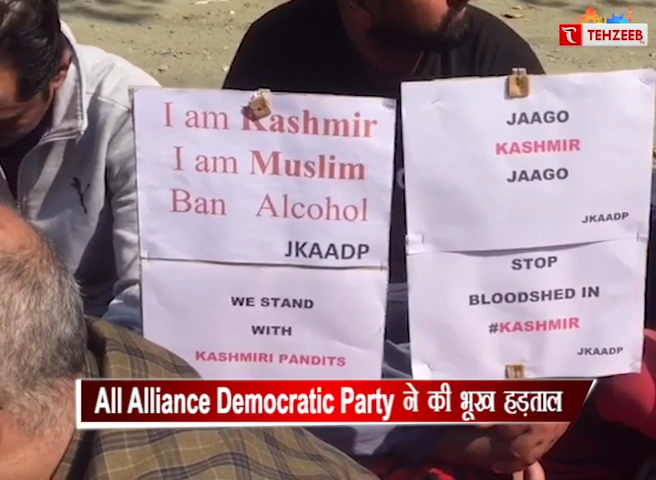 TEHZEEB TV
I am Kashmir
I am Muslim
Ban Alcohol
JKAADP
WE STAND
WITH
KASHMIRI PANDITS
JAAGO
KASHMIR
JAAGO
JKAADP
STOP
BLOODSHED IN
#KASHMIR
JKAADP
All Alliance Democratic Party ने की भूख हड़ताल